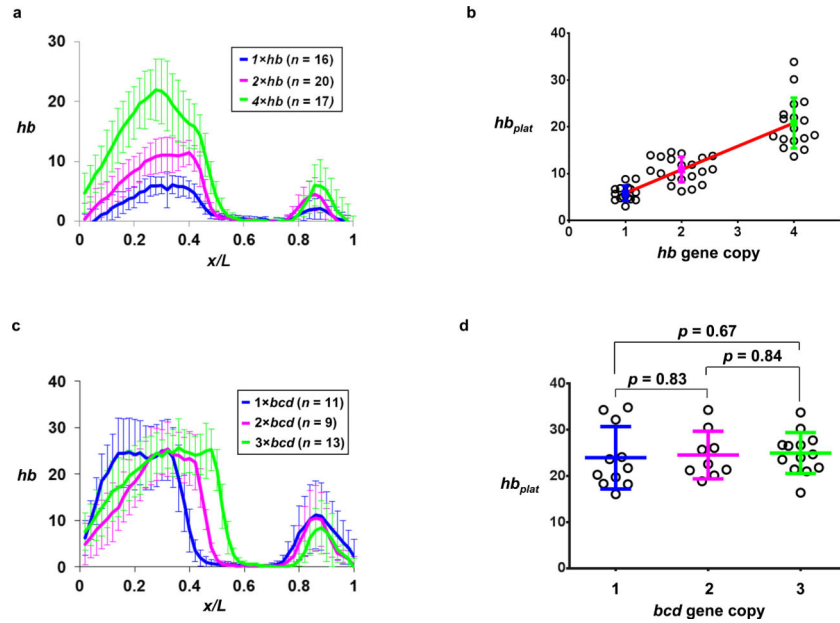 a
hb
30
20
10
0
0
0.2
0.4
0.6
0.8
1
x/L
1×hb (n = 16)
2×hb (n = 20)
4×hb (n = 17)
b
hb_plat
40
30
20
10
0
0
1
2
3
4
hb gene copy
c
hb
40
30
20
10
0
0
0.2
0.4
0.6
0.8
1
x/L
1×bcd (n = 11)
2×bcd (n = 9)
3×bcd (n = 13)
d
p = 0.67
p = 0.84
p = 0.83
hb_plat
40
30
20
10
0
1
2
3
bcd gene copy